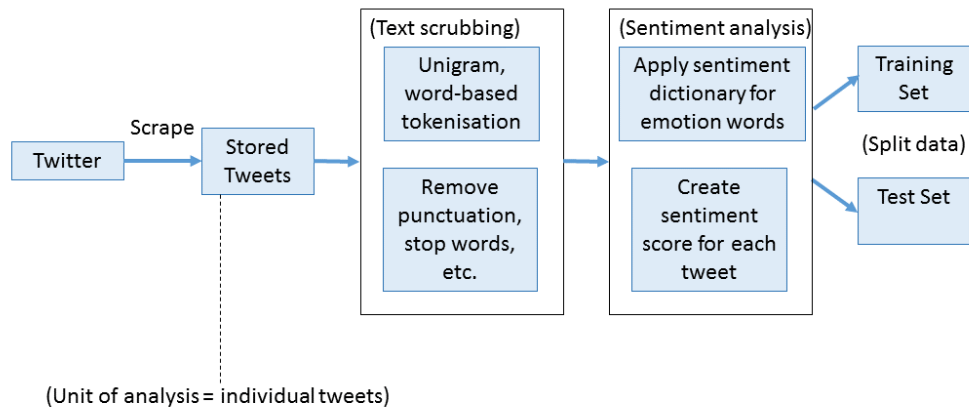 Twitter
Scrape
Stored
Tweets
(Text scrubbing)
Unigram,
word-based
tokenisation
Remove
punctuation,
stop words,
etc.
(Sentiment analysis)
Apply sentiment
dictionary for
emotion words
Create
sentiment
score for each
tweet
Training
Set
(Split data)
Test Set
(Unit of analysis = individual tweets)